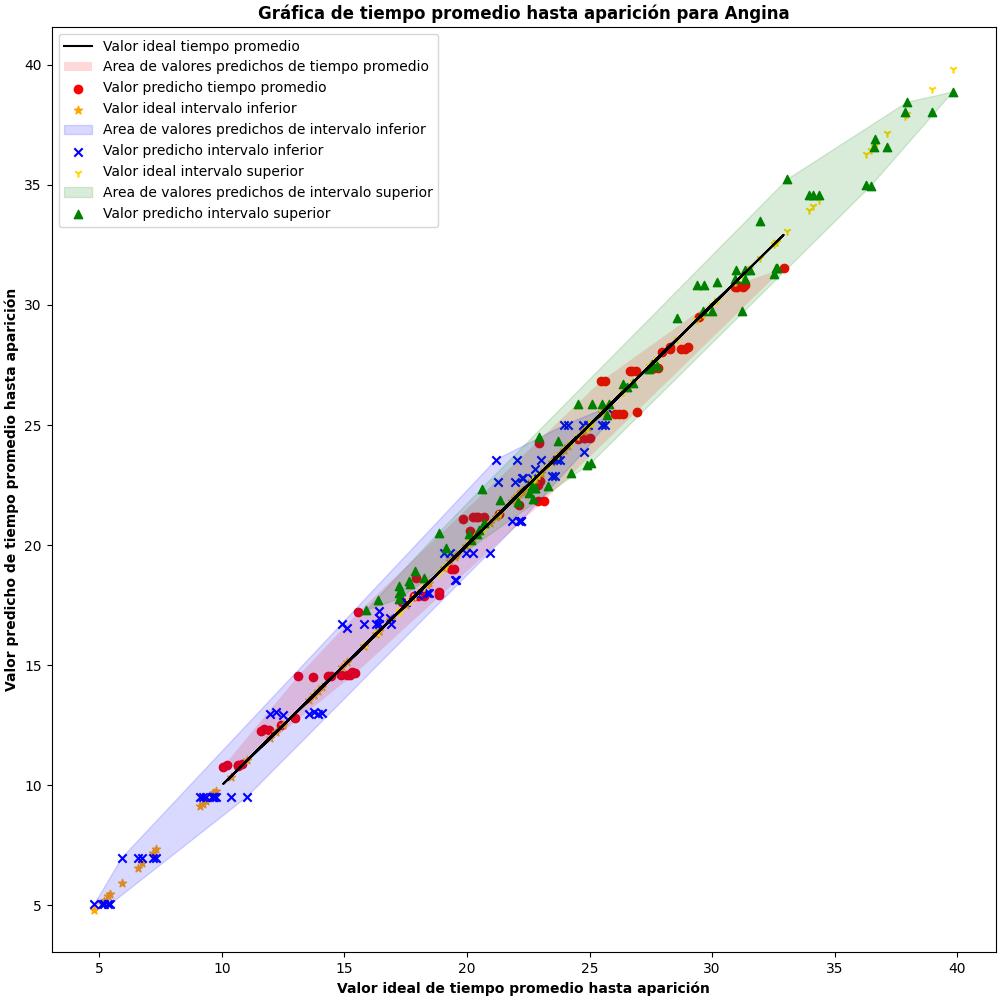 Gráfica de tiempo promedio hasta aparición para Angina
Valor ideal tiempo promedio
Area de valores predichos de tiempo promedio
Valor predicho tiempo promedio
Valor ideal intervalo inferior
Area de valores predichos de intervalo inferior
Valor predicho intervalo inferior
Valor ideal intervalo superior
Area de valores predichos de intervalo superior
Valor predicho intervalo superior
Valor predicho de tiempo promedio hasta aparición
40
35
30
25
20
15
10
5
5 10 15 20 25 30 35 40
Valor ideal de tiempo promedio hasta aparición